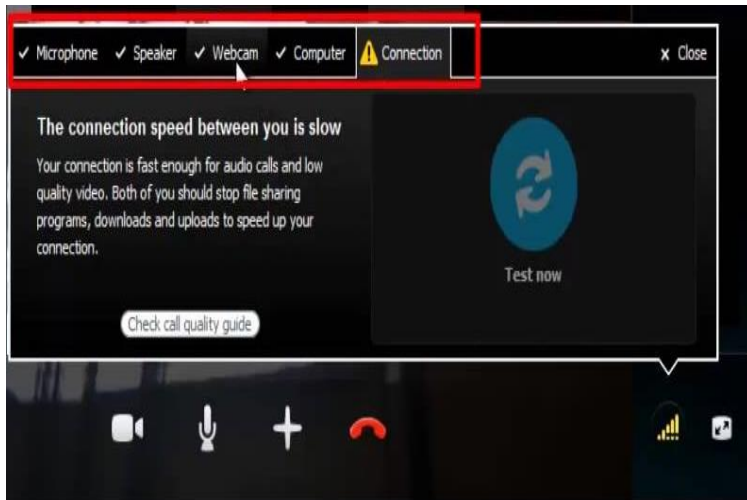 Microphone Speaker Webcam Computer Connection x Close
The connection speed between you is slow
Your connection is fast enough for audio calls and low
quality video. Both of you should stop file sharing
programs, downloads and uploads to speed up your
connection.
Test now
Check call quality guide